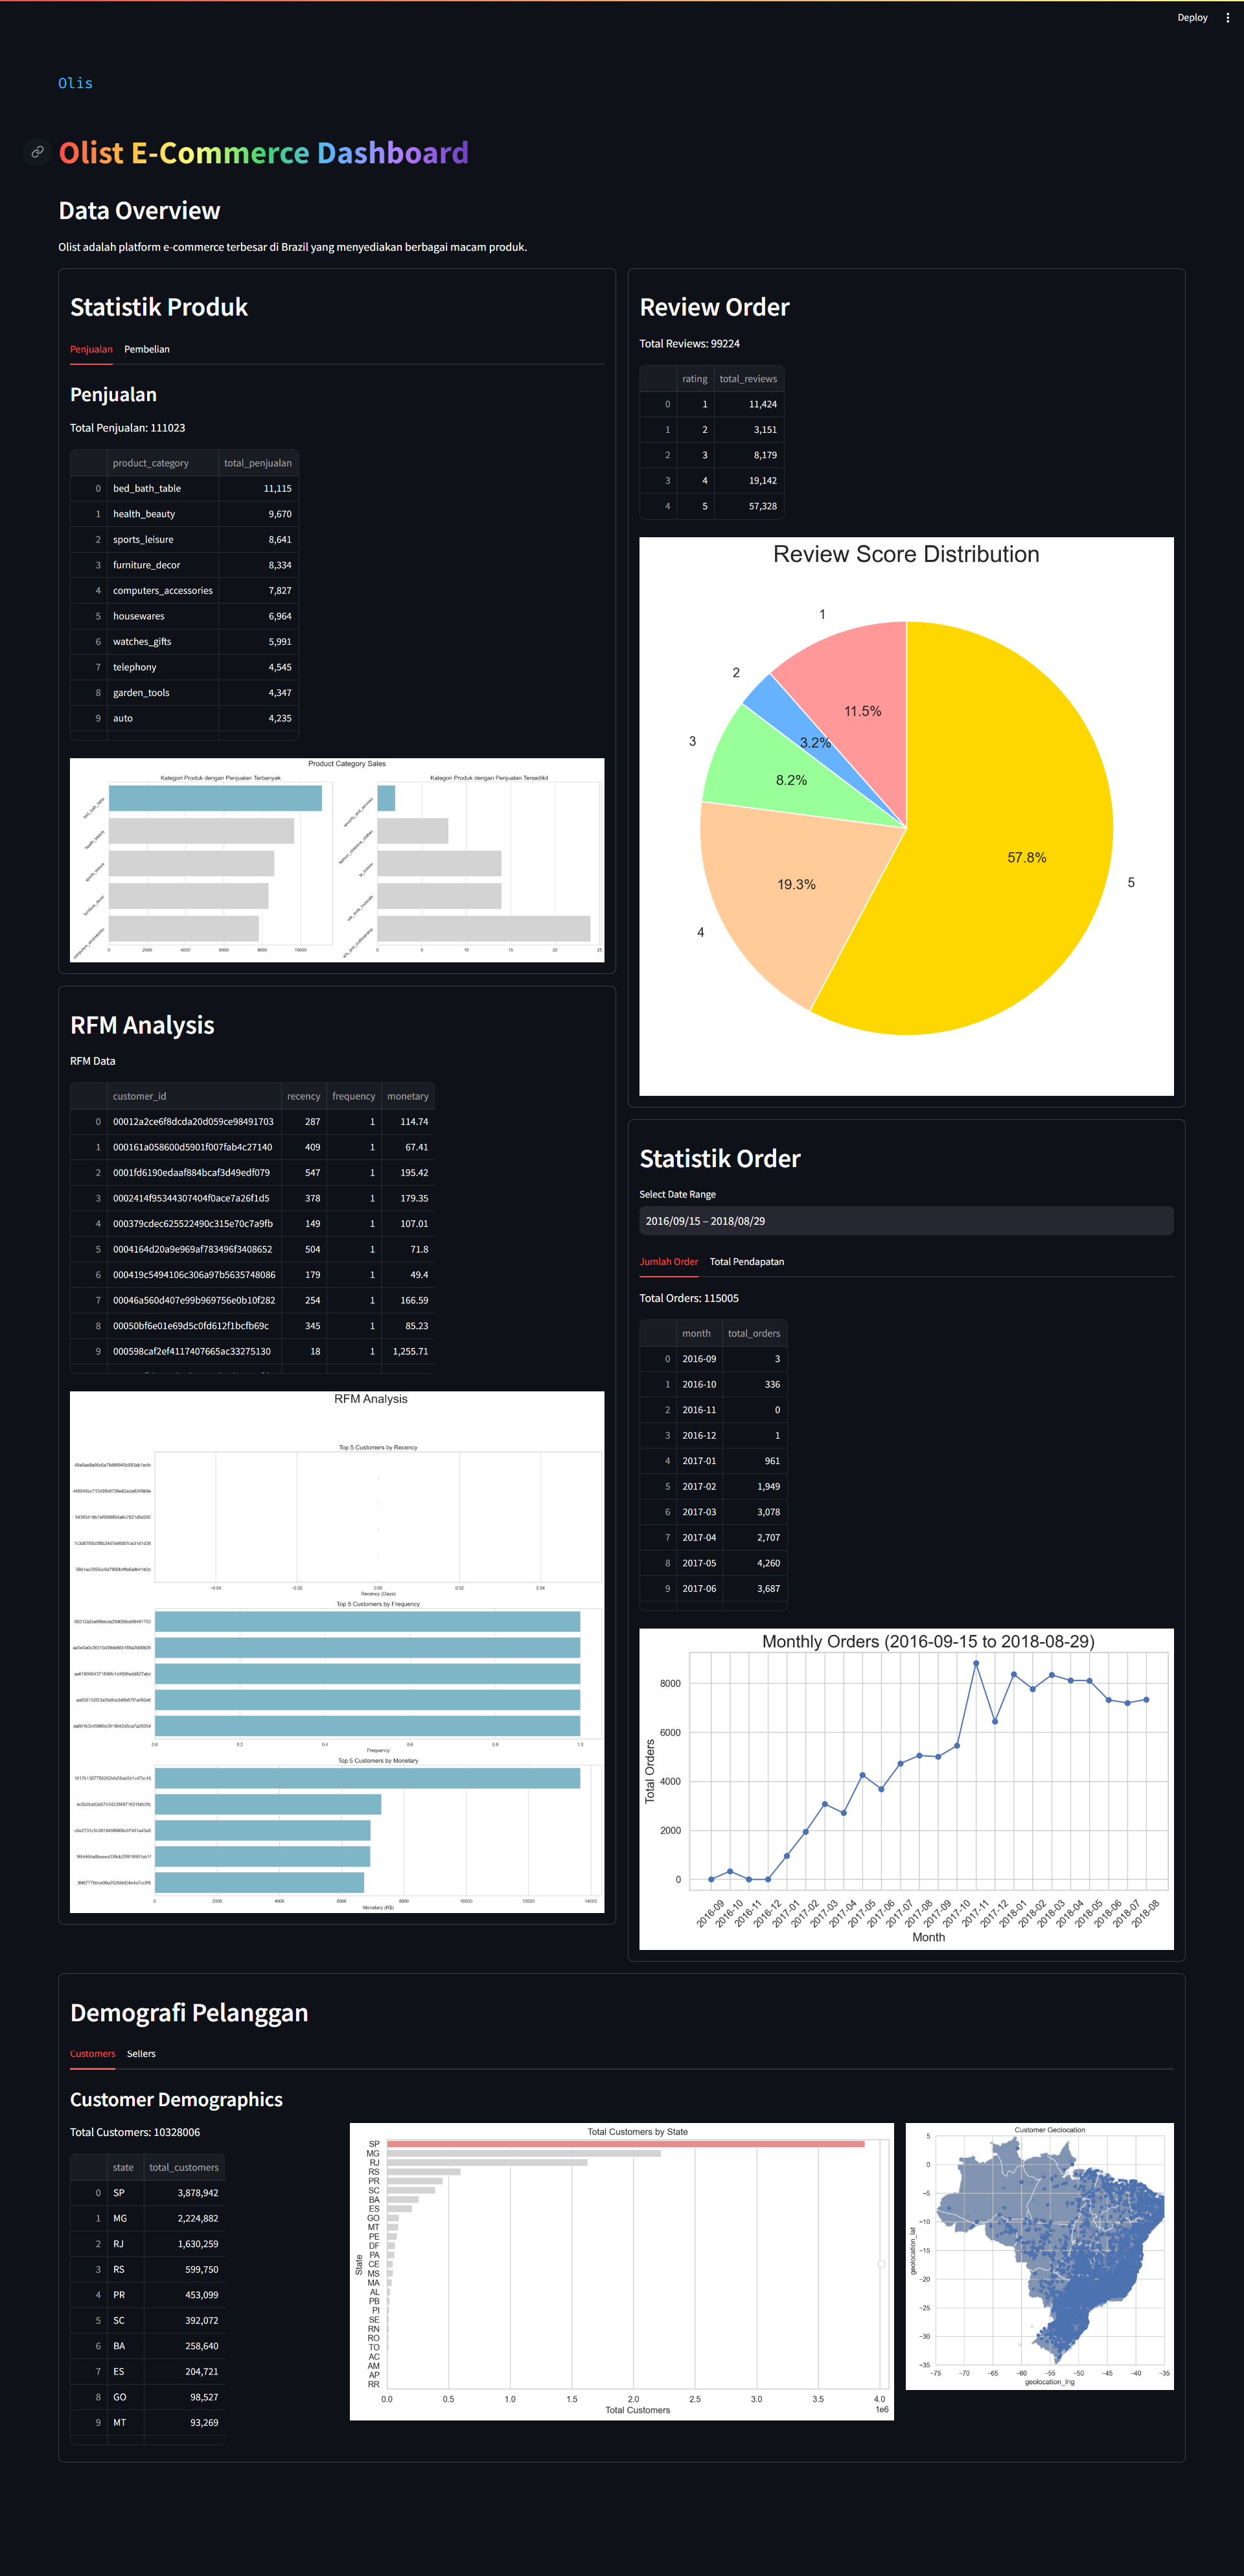 Deploy
Olis
Olist E-Commerce Dashboard
Data Overview
Olist adalah platform e-commerce terbesar di Brazil yang menyediakan berbagai macam produk.
Statistik Produk
Penjualan Pembelian
Penjualan
Total Penjualan: 111023
product_category total_penjualan
0 bed_bath_table 11,115
1 health_beauty 9,670
2 sports_leisure 8,641
3 furniture_decor 8,334
4 computers_accessories 7,827
5 housewares 6,964
6 watches_gifts 5,991
7 telephony 4,545
8 garden_tools 4,347
9 auto 4,235
Product Category Sales
Kategori Produk dengan Penjualan Terbanyak
bed_bath_table
health_beauty
sports_leisure
furniture_decor
computers_accessories
0 2000 4000 6000 8000 10000
Kategori Produk dengan Penjualan Tersedikit
security_and_services
0 5 10 15 20 25
Review Order
Total Reviews: 99224
rating total_reviews
0 1 11,424
1 2 3,151
2 3 8,179
3 4 19,142
4 5 57,328
Review Score Distribution
1
2
3
4
5
11.5%
3.2%
8.2%
19.3%
57.8%
RFM Analysis
RFM Data
customer_id recency frequency monetary
0 00012a2ce6f8dcda20d059ce98491703 287 1 114.74
1 000161a058600d5901f007fab4c27140 409 1 67.41
2 0001fd6190edaaf884bcaf3d49edf079 547 1 195.42
3 0002414f95344307404f0ace7a26f1d5 378 1 179.35
4 000379cdec625522490c315e70c7a9fb 149 1 107.01
5 0004164d20a9e969af783496f3408652 504 1 71.8
6 000419c5494106c306a97b5635748086 179 1 49.4
7 00046a560d407e99b969756e0b10f282 254 1 166.59
8 00050bf6e01e69d5c0fd612f1bcfb69c 345 1 85.23
9 000598caf2ef4117407665ac33275130 18 1 1,255.71
RFM Analysis
Top 5 Customers by Recency
−0.04 −0.02 0.00 0.02 0.04
Recency (Days)
Top 5 Customers by Frequency
00012a2ce6f8dcda20d059ce98491703
0.0 0.2 0.4 0.6 0.8 1.0
Frequency
Top 5 Customers by Monetary
0 2000 4000 6000 8000 10000 12000 14000
Monetary (R$)
Statistik Order
Select Date Range
2016/09/15 – 2018/08/29
Jumlah Order Total Pendapatan
Total Orders: 115005
month total_orders
0 2016-09 3
1 2016-10 336
2 2016-11 0
3 2016-12 1
4 2017-01 961
5 2017-02 1,949
6 2017-03 3,078
7 2017-04 2,707
8 2017-05 4,260
9 2017-06 3,687
Monthly Orders (2016-09-15 to 2018-08-29)
Total Orders
8000
6000
4000
2000
0
2016-09 2016-10 2016-11 2016-12 2017-01 2017-02 2017-03 2017-04 2017-05 2017-06 2017-07 2017-08 2017-09 2017-10 2017-11 2017-12 2018-01 2018-02 2018-03 2018-04 2018-05 2018-06 2018-07 2018-08
Month
Demografi Pelanggan
Customers Sellers
Customer Demographics
Total Customers: 10328006
state total_customers
0 SP 3,878,942
1 MG 2,224,882
2 RJ 1,630,259
3 RS 599,750
4 PR 453,099
5 SC 392,072
6 BA 258,640
7 ES 204,721
8 GO 98,527
9 MT 93,269
Total Customers by State
State
SP
MG
RJ
RS
PR
SC
BA
ES
GO
MT
PE
DF
PA
CE
MS
MA
AL
PB
PI
SE
RN
RO
TO
AC
AM
AP
RR
0.0 0.5 1.0 1.5 2.0 2.5 3.0 3.5 4.0
1e6
Total Customers
Customer Geolocation
geolocation_lat
5
0
−5
−10
−15
−20
−25
−30
−35
−75 −70 −65 −60 −55 −50 −45 −40 −35
geolocation_lng